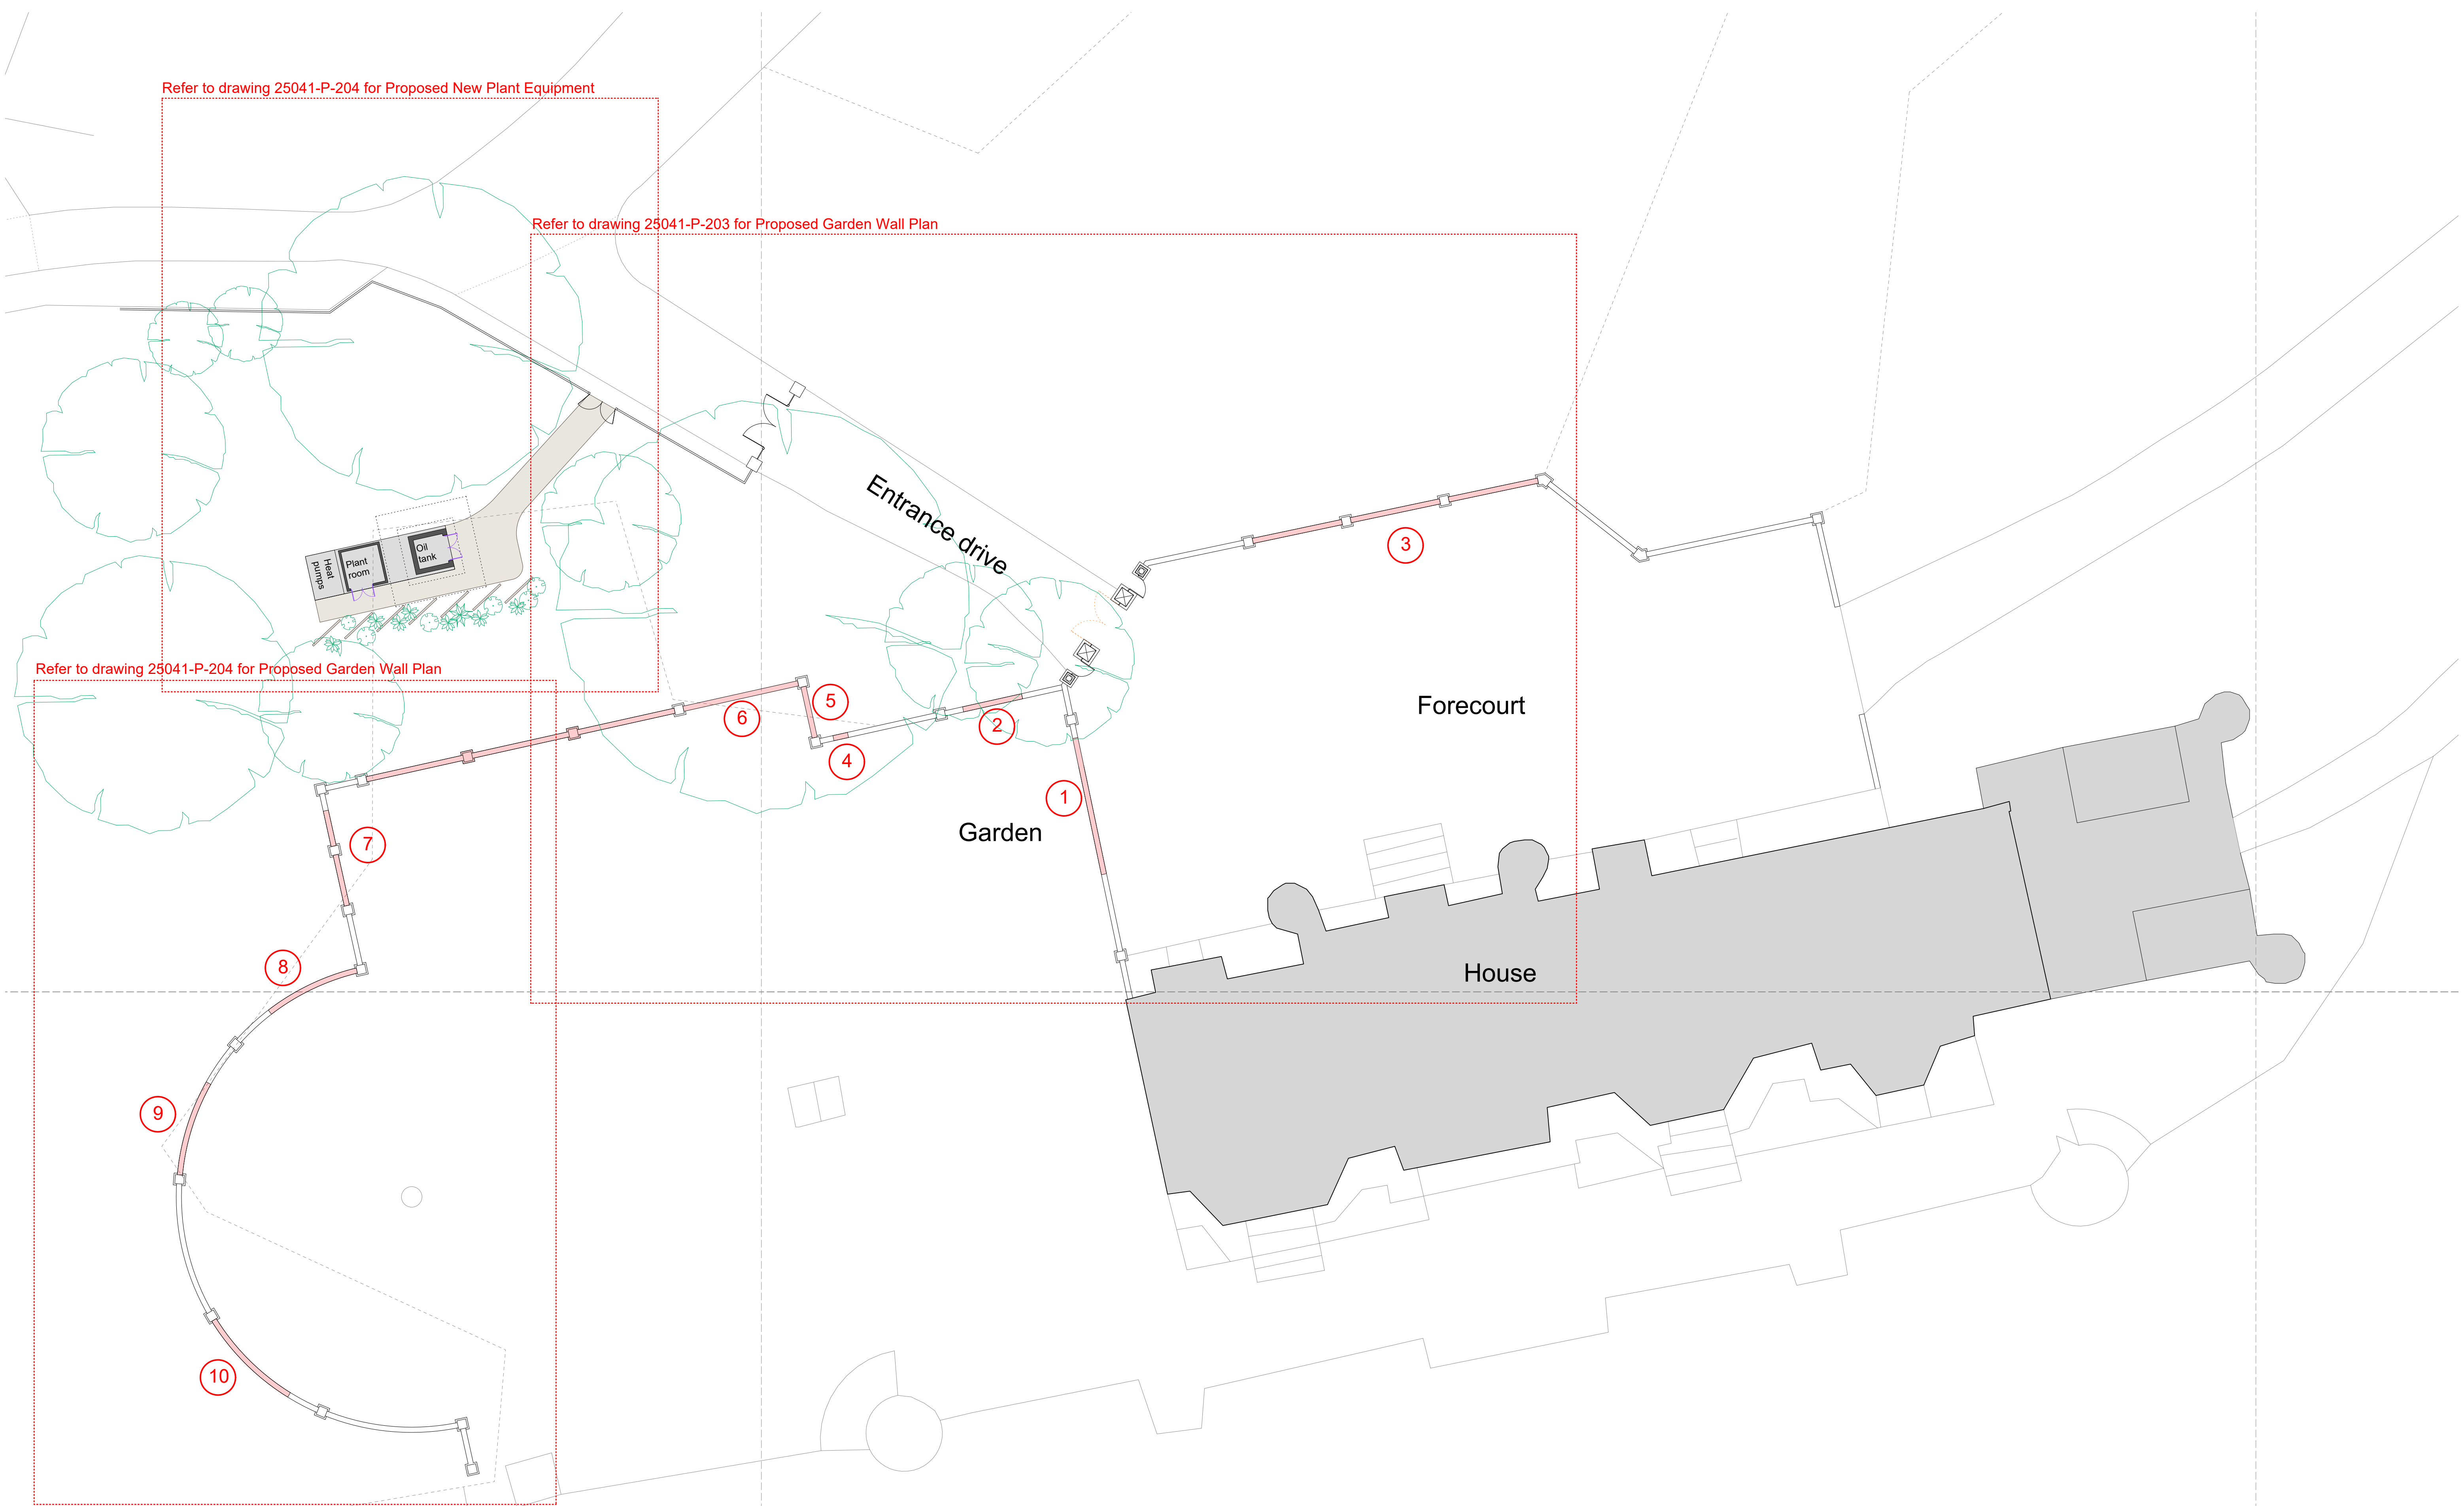 Refer to drawing 25041-P-204 for Proposed New Plant Equipment
Refer to drawing 25041-P-203 for Proposed Garden Wall Plan
Entrance drive
3
Oil
tank
Plant
room
Heat
pumps
Refer to drawing 25041-P-204 for Proposed Garden Wall Plan
5
6
2
Forecourt
4
1
Garden
7
8
House
9
10